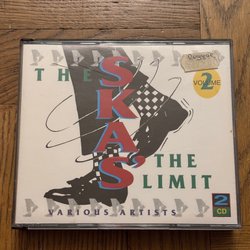 THE
SKA'S
THE
LIMIT
VOLUME
2
VARIOUS ARTISTS
2
CD